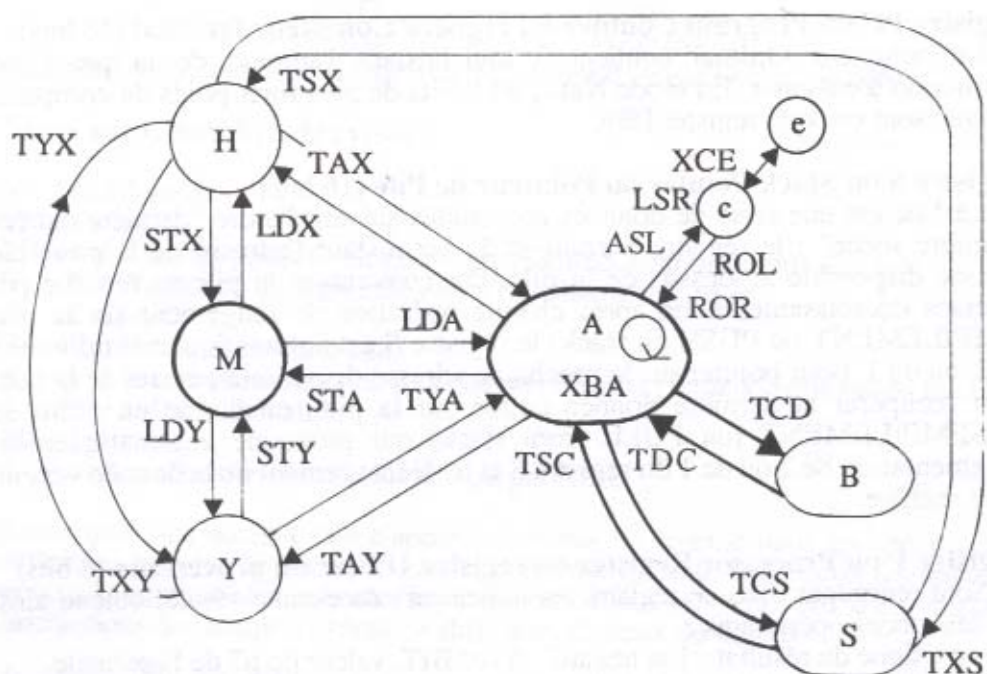 TSX
TYX
H
e
TAX
XCE
LSR
c
STX
LDX
ASL
ROL
ROR
LDA
A
M
XBA
STA
TYA
TCD
LDY
STY
TSC
TDC
B
TXY
Y
TAY
TCS
S
TXS